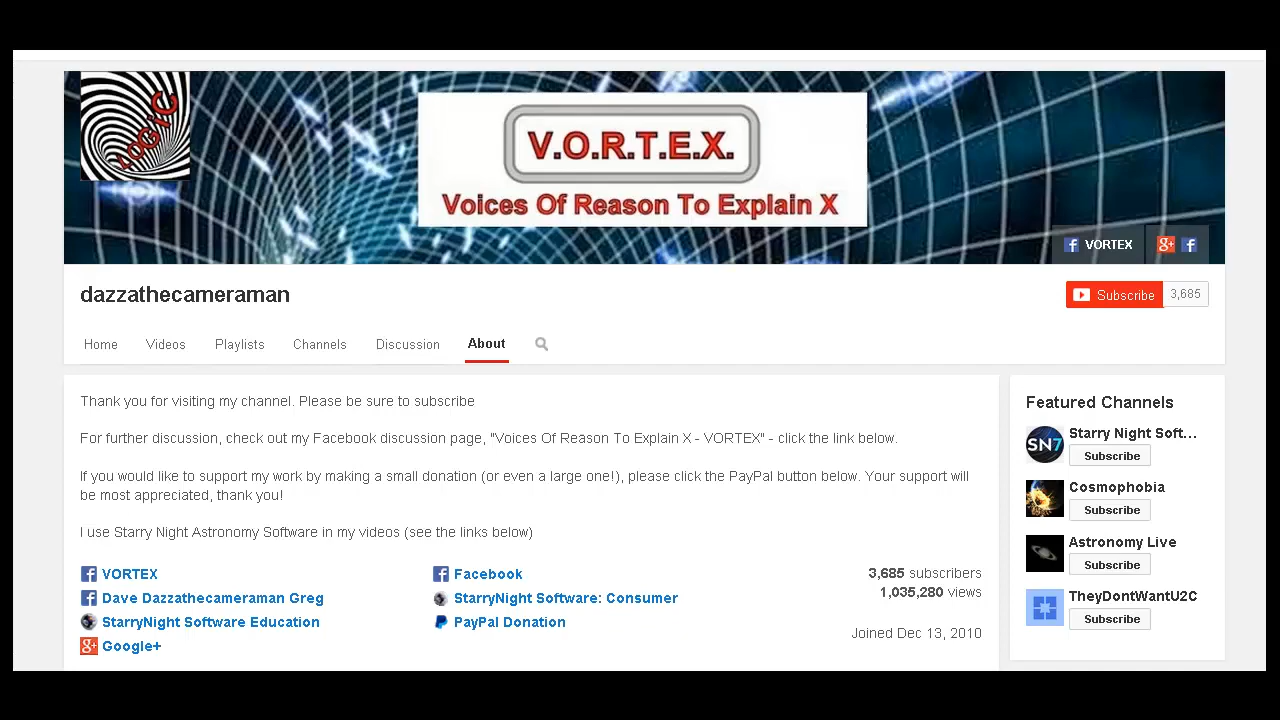 LOGIC
V.O.R.T.E.X.
Voices Of Reason To Explain X
VORTEX
dazzathecameraman
Subscribe 3,685
Home Videos Playlists Channels Discussion About
Thank you for visiting my channel. Please be sure to subscribe
For further discussion, check out my Facebook discussion page, "Voices Of Reason To Explain X - VORTEX" - click the link below.
If you would like to support my work by making a small donation (or even a large one!), please click the PayPal button below. Your support will
be most appreciated, thank you!
I use Starry Night Astronomy Software in my videos (see the links below)
VORTEX
Facebook
Dave Dazzathecameraman Greg
StarryNight Software: Consumer
StarryNight Software Education
PayPal Donation
Google+
3,685 subscribers
1,035,280 views
Joined Dec 13, 2010
Featured Channels
SN7
Starry Night Soft...
Subscribe
Cosmophobia
Subscribe
Astronomy Live
Subscribe
TheyDontWantU2C
Subscribe